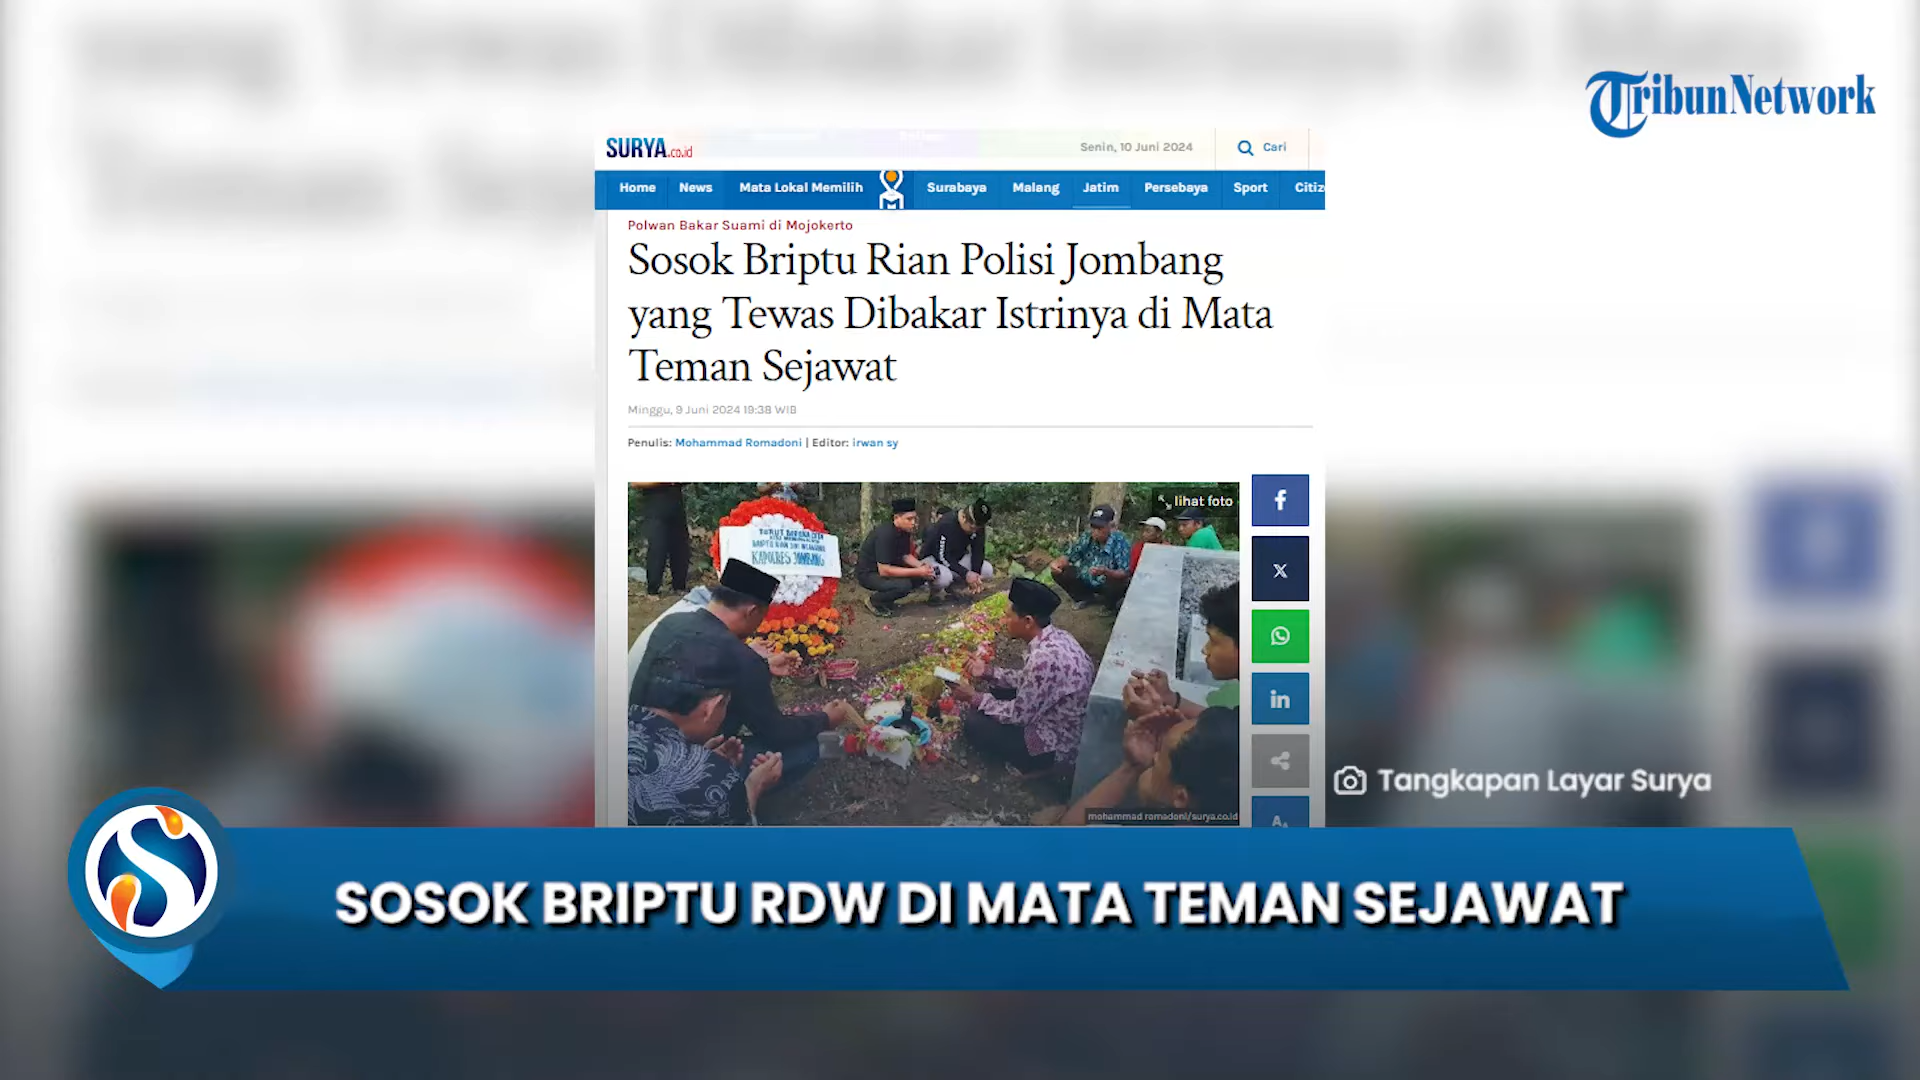 TribunNetwork
SURYA.co.id
Senin, 10 Juni 2024
Cari
Home News Mata Lokal Memilih Surabaya Malang Jatim Persebaya Sport Citiz
Polwan Bakar Suami di Mojokerto
Sosok Briptu Rian Polisi Jombang
yang Tewas Dibakar Istrinya di Mata
Teman Sejawat
Minggu, 9 Juni 2024 19:38 WIB
Penulis: Mohammad Romadoni | Editor: irwan sy
lihat foto
KAPOLRES JOMBANG
mohammad romadoni/surya.co.id
Tangkapan Layar Surya
SOSOK BRIPTU RDW DI MATA TEMAN SEJAWAT